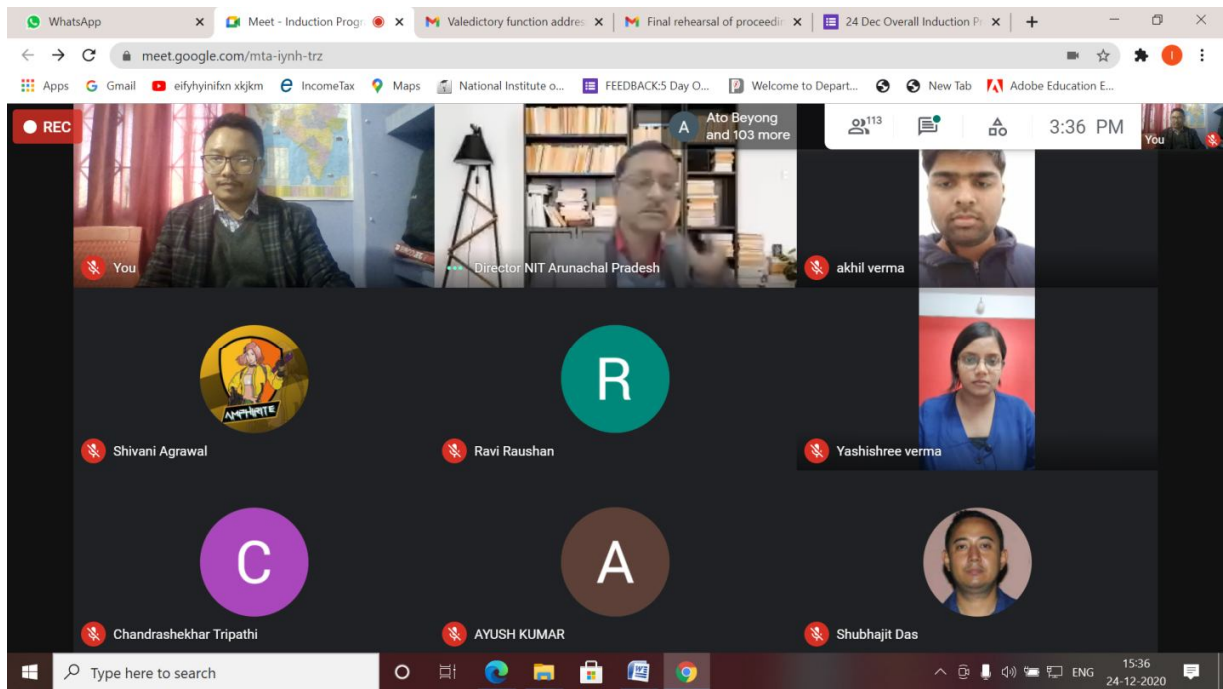 WhatsApp
Meet - Induction Progr
Valedictory function addres
Final rehearsal of proceedin
24 Dec Overall Induction Pr
meet.google.com/mta-iynh-trz
Apps
Gmail
eifyhyinifxn xkjkm
IncomeTax
Maps
National Institute o...
FEEDBACK:5 Day O...
Welcome to Depart...
New Tab
Adobe Education E...
REC
A
Ato Beyong
and 103 more
113
3:36 PM
You
You
Director NIT Arunachal Pradesh
akhil verma
AMPHIRITE
Shivani Agrawal
R
Ravi Raushan
Yashishree verma
C
Chandrashekhar Tripathi
A
AYUSH KUMAR
Shubhajit Das
Type here to search
ENG
15:36
24-12-2020